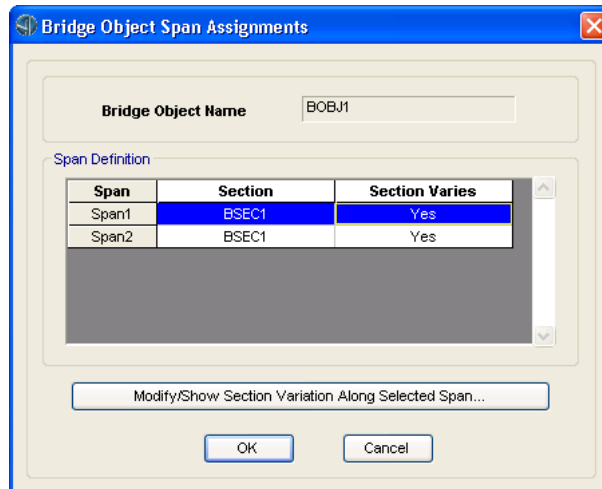 Bridge Object Span Assignments
Bridge Object Name BOBJ1
Span Definition
Span Section Section Varies
Span1 BSEC1 Yes
Span2 BSEC1 Yes
Modify/Show Section Variation Along Selected Span...
OK Cancel